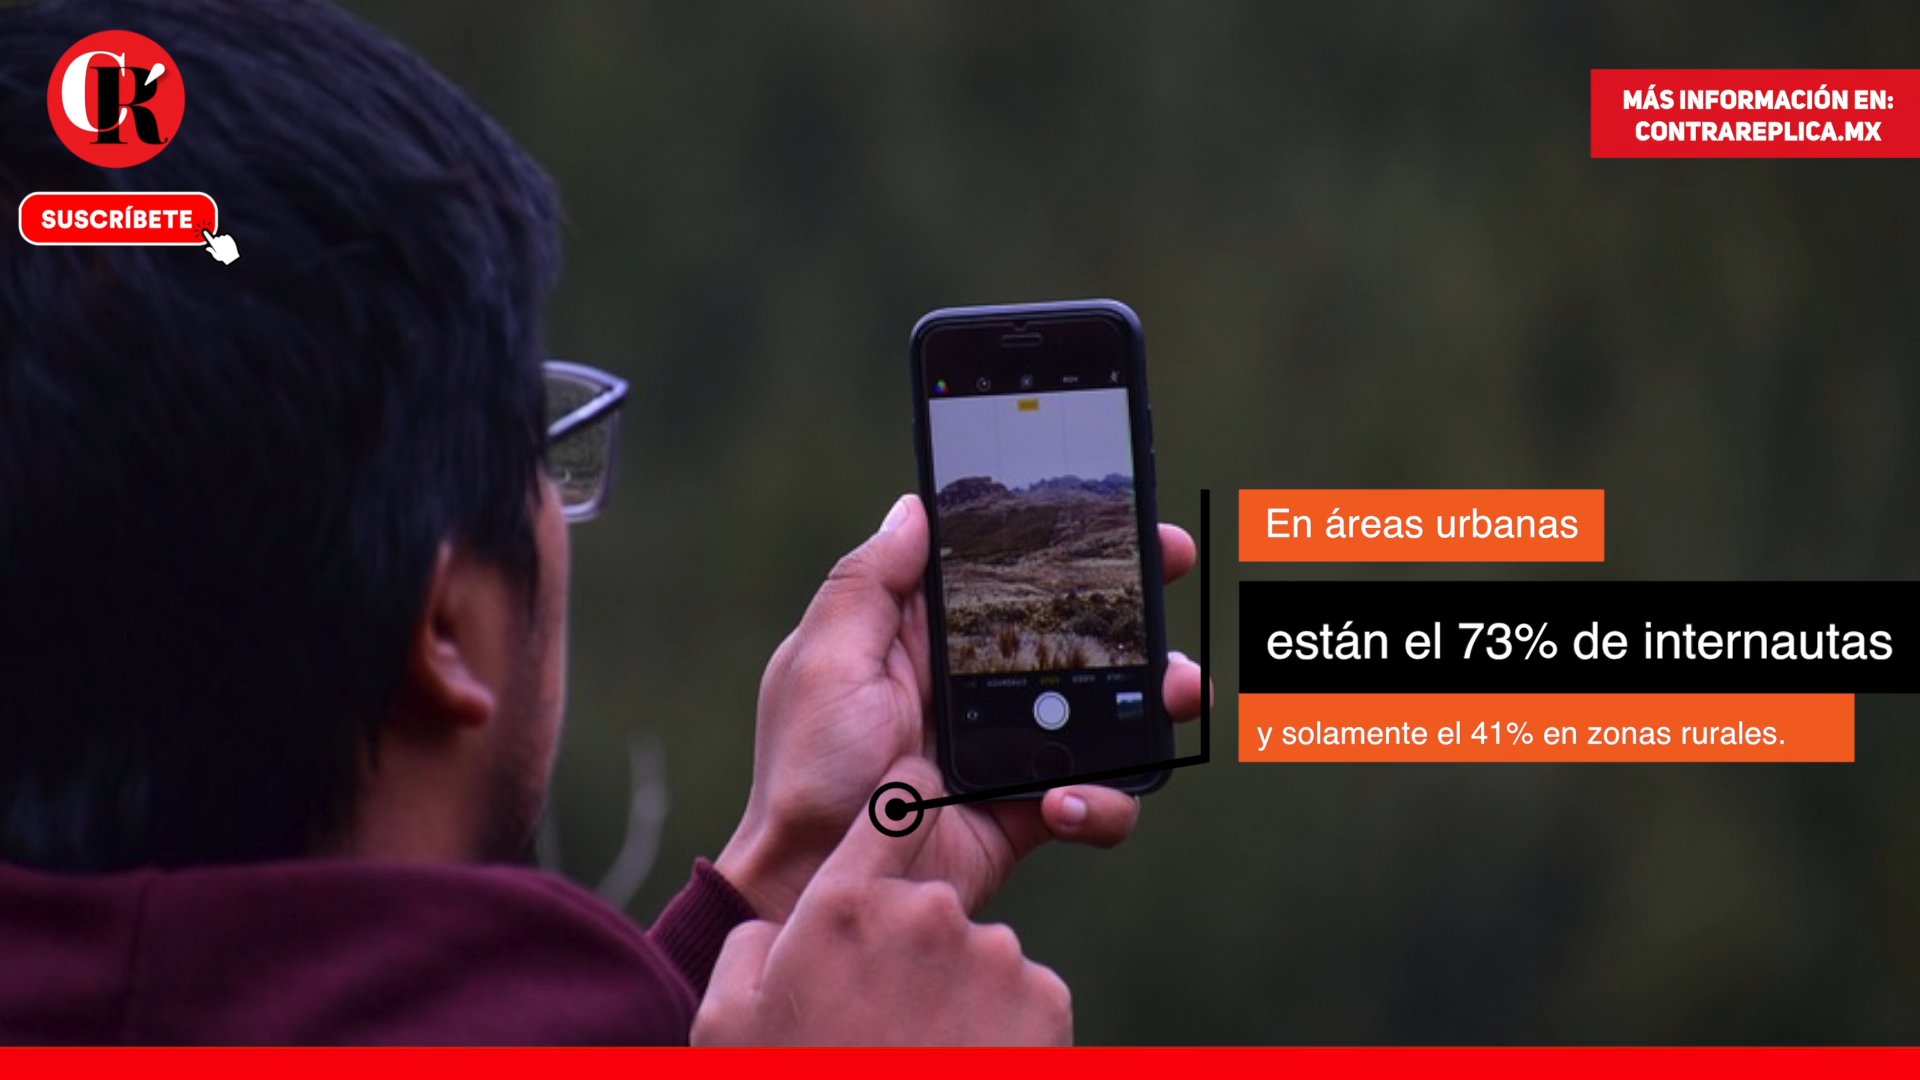 CR
SUSCRÍBETE
MÁS INFORMACIÓN EN:
CONTRAREPLICA.MX
En áreas urbanas
están el 73% de internautas
y solamente el 41% en zonas rurales.